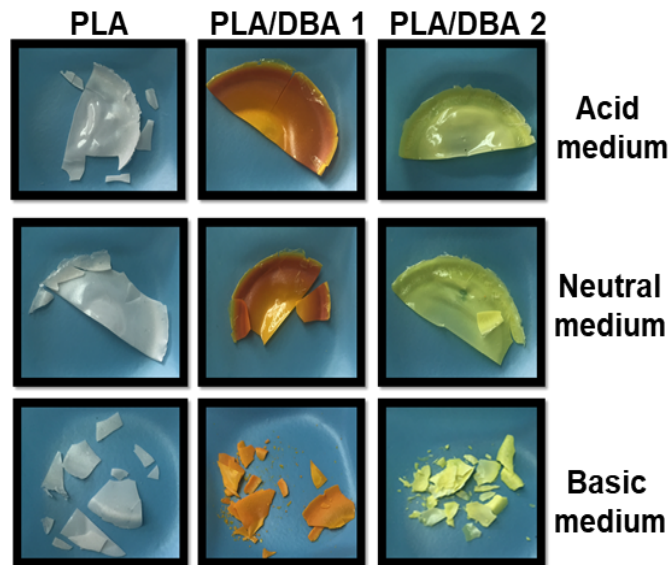 PLA PLA/DBA 1 PLA/DBA 2
Acid
medium
Neutral
medium
Basic
medium